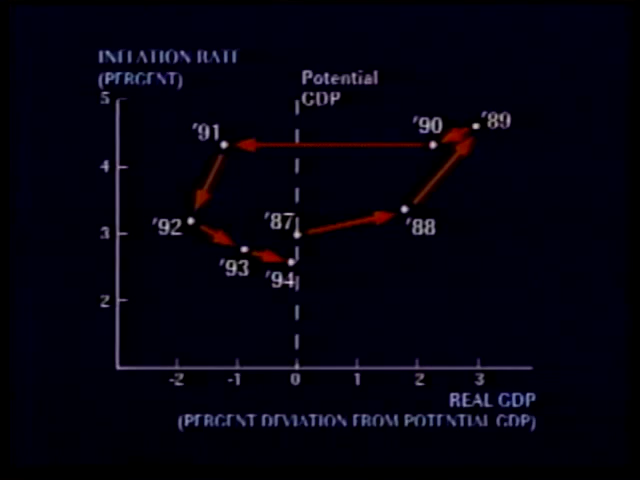 INFLATION RATE
(PERCENT)
Potential
GDP
5
'91
'90
'89
4
'92
'87
'88
3
'93
'94
2
-2 -1 0 1 2 3
REAL GDP
(PERCENT DEVIATION FROM POTENTIAL GDP)